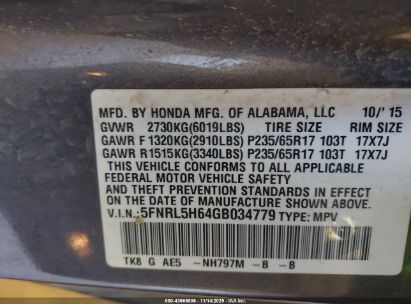 MFD. BY HONDA MFG. OF ALABAMA, LLC 10/'15
GVWR 2730KG(6019LBS) TIRE SIZE RIM SIZE
GAWR F 1320KG(2910LBS) P235/65R17 103T 17X7J
GAWR R 1515KG(3340LBS) P235/65R17 103T 17X7J
THIS VEHICLE CONFORMS TO ALL APPLICABLE
FEDERAL MOTOR VEHICLE SAFETY, BUMPER,
AND THEFT PREVENTION STANDARDS IN EFFECT
ON THE DATE OF MANUFACTURE SHOWN ABOVE.
V.I.N.:5FNRL5H64GB034779 TYPE: MPV
TK8 G AE5 -NH797M -B -B